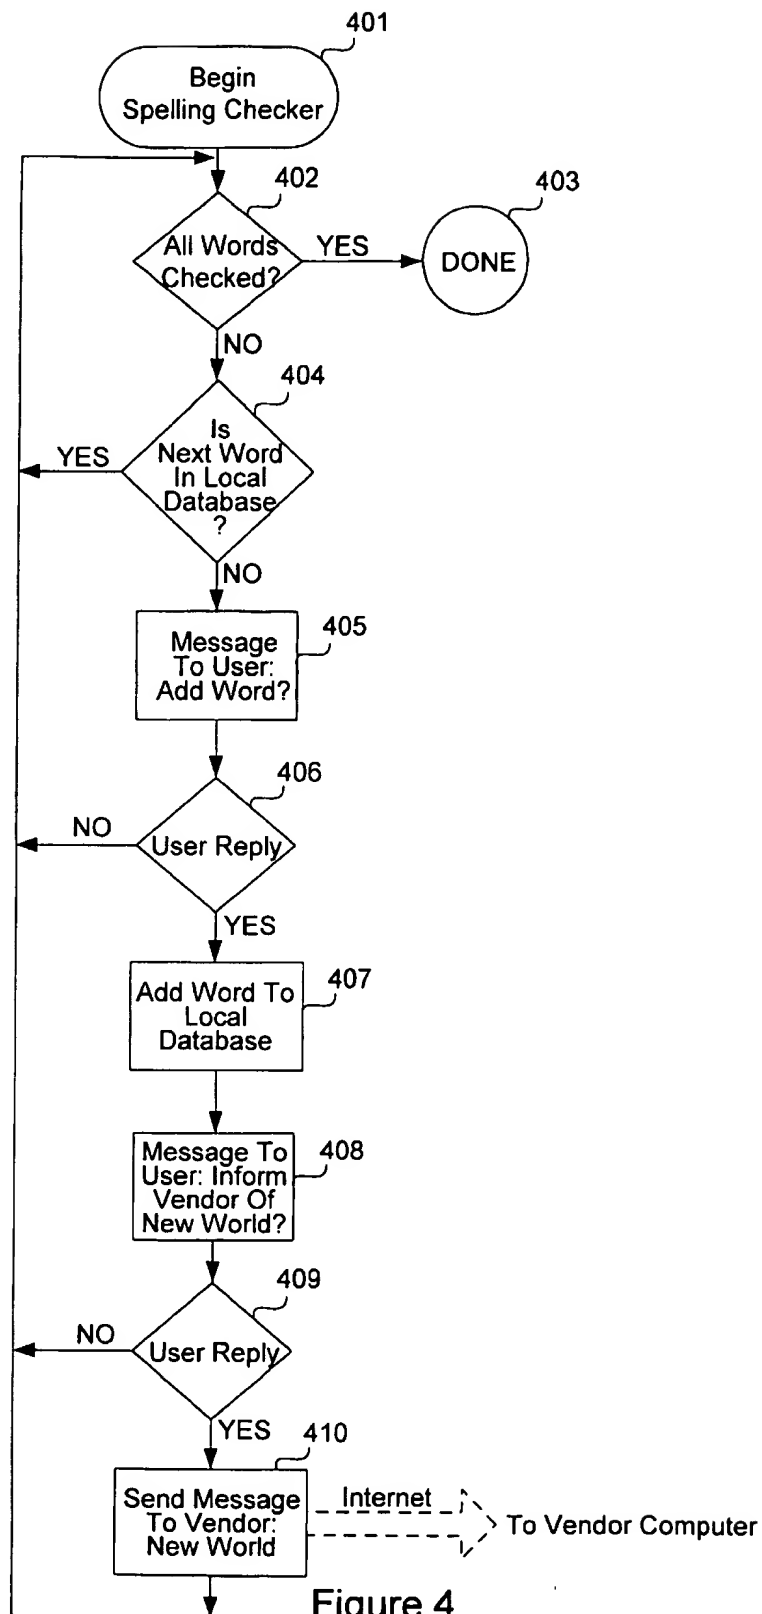 401
Begin
Spelling Checker
402
403
All Words
Checked?
YES
DONE
NO
404
Is
Next Word
In Local
Database
?
YES
NO
405
Message
To User:
Add Word?
406
NO
User Reply
YES
407
Add Word To
Local
Database
408
Message To
User: Inform
Vendor Of
New World?
409
NO
User Reply
YES
410
Send Message
To Vendor:
New World
Internet
To Vendor Computer
Figure 4